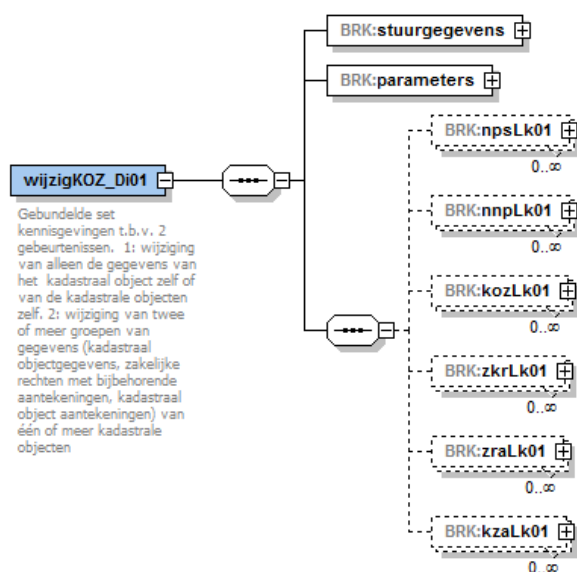 BRK:stuurgegevens
BRK:parameters
BRK:npsLk01
0..∞
wijzigKOZ_Di01
Gebundelde set
kennisgevingen t.b.v. 2
gebeurtenissen. 1: wijziging
van alleen de gegevens van
het kadastraal object zelf of
van de kadastrale objecten
zelf. 2: wijziging van twee
of meer groepen van
gegevens (kadastraal
objectgegevens, zakelijke
rechten met bijbehorende
aantekeningen, kadastraal
object aantekeningen) van
één of meer kadastrale
objecten
BRK:nnpLk01
0..∞
BRK:kozLk01
0..∞
BRK:zkrLk01
0..∞
BRK:zraLk01
0..∞
BRK:kzaLk01
0..∞